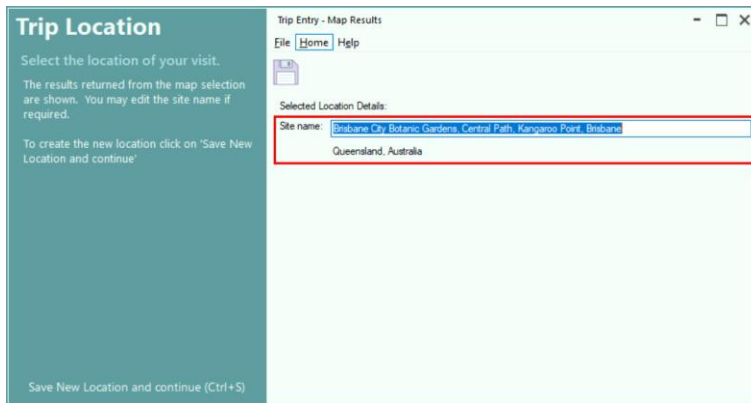 Trip Location
Select the location of your visit.
The results returned from the map selection
are shown. You may edit the site name if
required.
To create the new location click on 'Save New
Location and continue'
Save New Location and continue (Ctrl+S)
Trip Entry - Map Results
File Home Help
Selected Location Details:
Site name: Brisbane City Botanic Gardens, Central Path, Kangaroo Point, Brisbane
Queensland, Australia